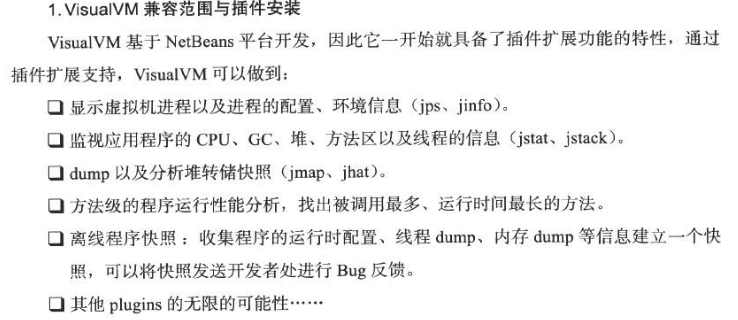 1.VisualVM 兼容范围与插件安装
VisualVM 基于 NetBeans 平台开发，因此它一开始就具备了插件扩展功能的特性，通过
插件扩展支持，VisualVM 可以做到：
❑ 显示虚拟机进程以及进程的配置、环境信息（jps、jinfo）。
❑ 监视应用程序的 CPU、GC、堆、方法区以及线程的信息（jstat、jstack）。
❑ dump 以及分析堆转储快照（jmap、jhat）。
❑ 方法级的程序运行性能分析，找出被调用最多、运行时间最长的方法。
❑ 离线程序快照：收集程序的运行时配置、线程 dump、内存 dump 等信息建立一个快
照，可以将快照发送开发者处进行 Bug 反馈。
❑ 其他 plugins 的无限的可能性……